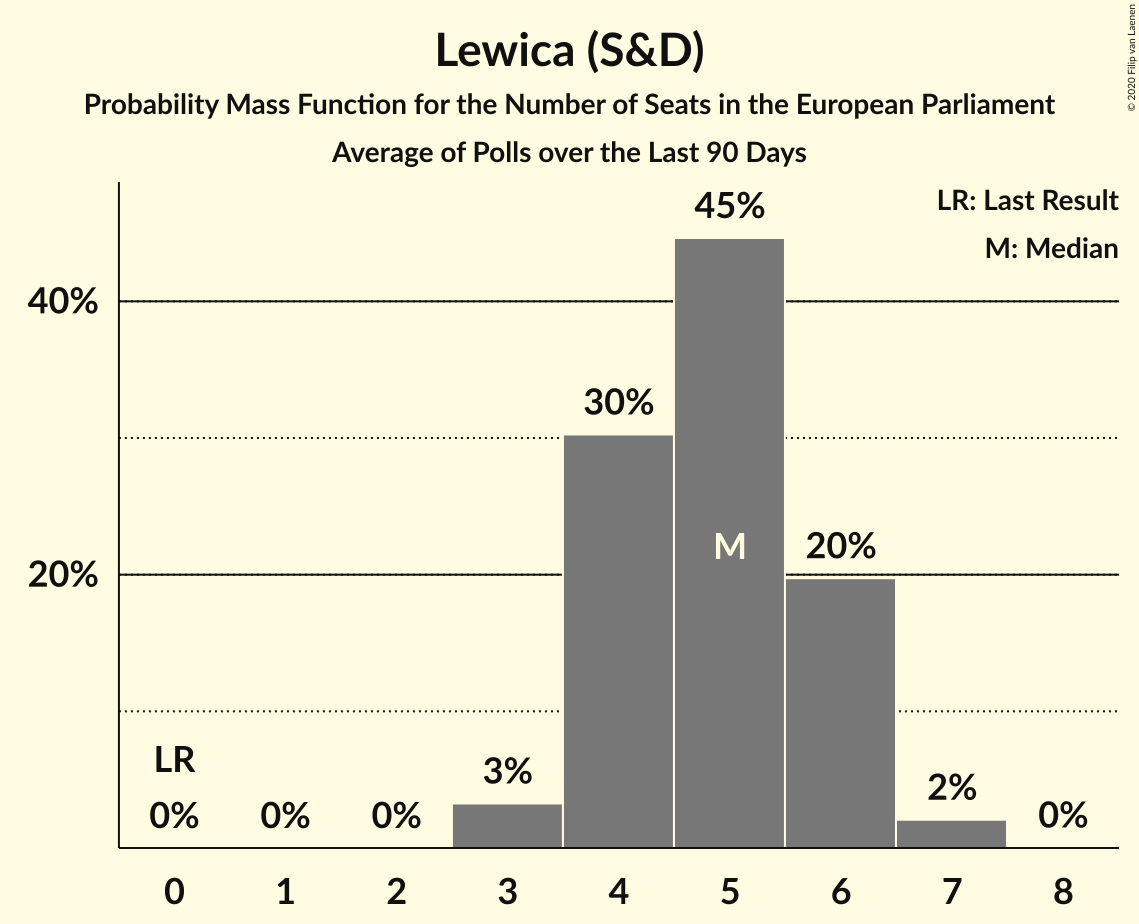 Lewica (S&D)
Probability Mass Function for the Number of Seats in the European Parliament
Average of Polls over the Last 90 Days
© 2020 Filip van Laenen
LR: Last Result
M: Median
45%
40%
30%
M
20%
20%
LR
3%
2%
0%
0%
0%
0%
0 1 2 3 4 5 6 7 8